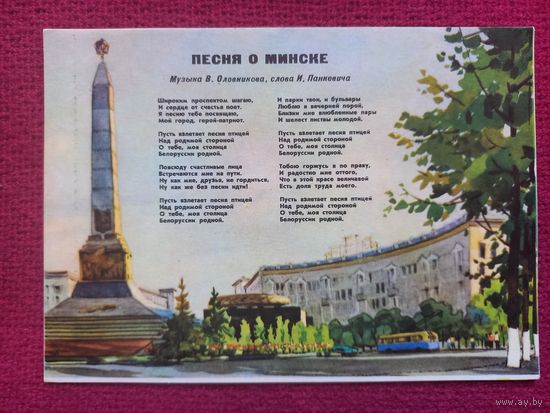 ПЕСНЯ О МИНСКЕ
Музыка В. Оловникова, слова И. Панкевича
Широким проспектом шагаю,
И сердце от счастья поет.
Я песню тебе посвящаю,
Мой город, герой-патриот.
Пусть взлетает песня птицей
Над родимой стороной
О тебе, моя столица
Белоруссии родной.
Повсюду счастливые лица
Встречаются мне на пути.
Ну как мне, друзья, не гордиться,
Ну как же без песни идти!
Пусть взлетает песня птицей
Над родимой стороной
О тебе, моя столица
Белоруссии родной.
И парки твои, и бульвары
Люблю я вечерней порой,
Близки мне влюбленные пары
И шелест листвы молодой.
Пусть взлетает песня птицей
Над родимой стороной
О тебе, моя столица
Белоруссии родной.
Тобою горжусь я по праву,
И радостно мне оттого,
Что в этой красе величавой
Есть доля труда моего.
Пусть взлетает песня птицей
Над родимой стороной
О тебе, моя столица
Белоруссии родной.
www.ay.by